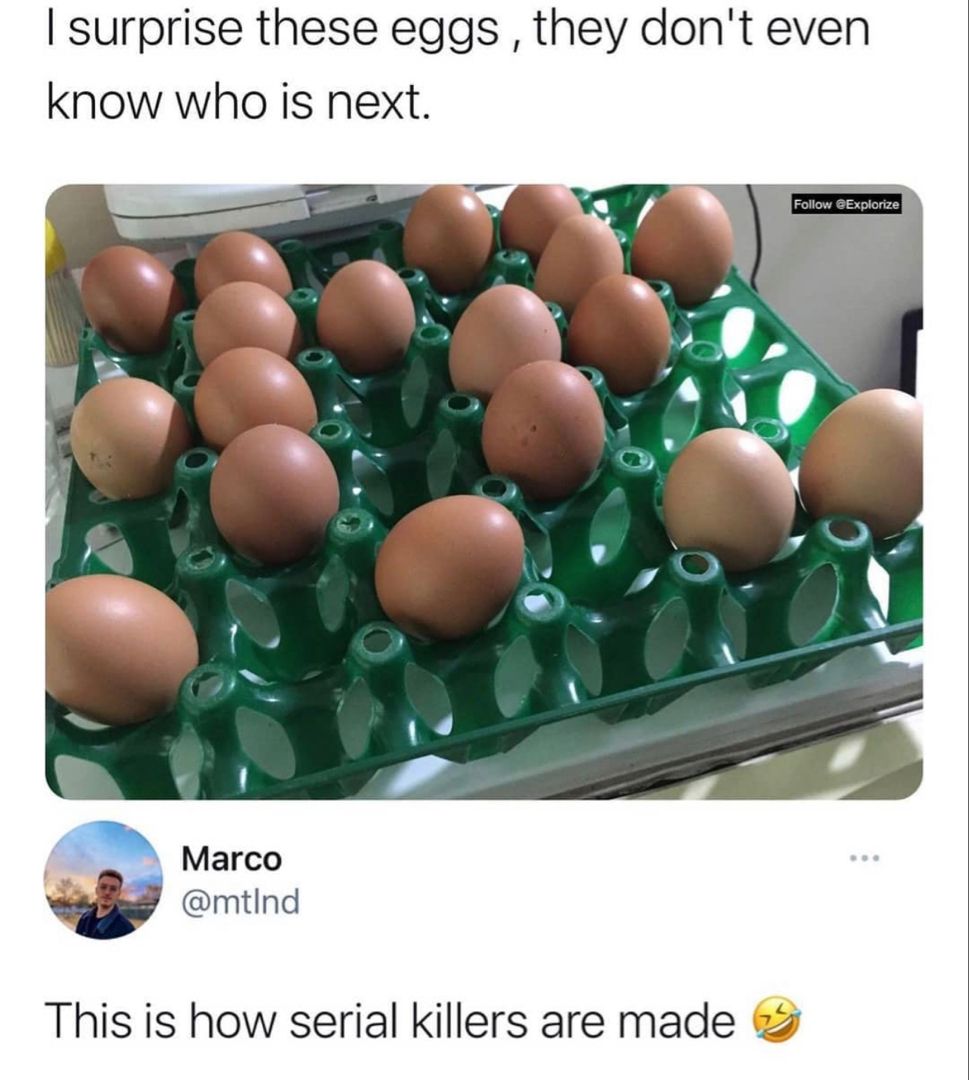 I surprise these eggs , they don't even
know who is next.
Follow @Explorize
Marco
@mtlnd
This is how serial killers are made 🤣